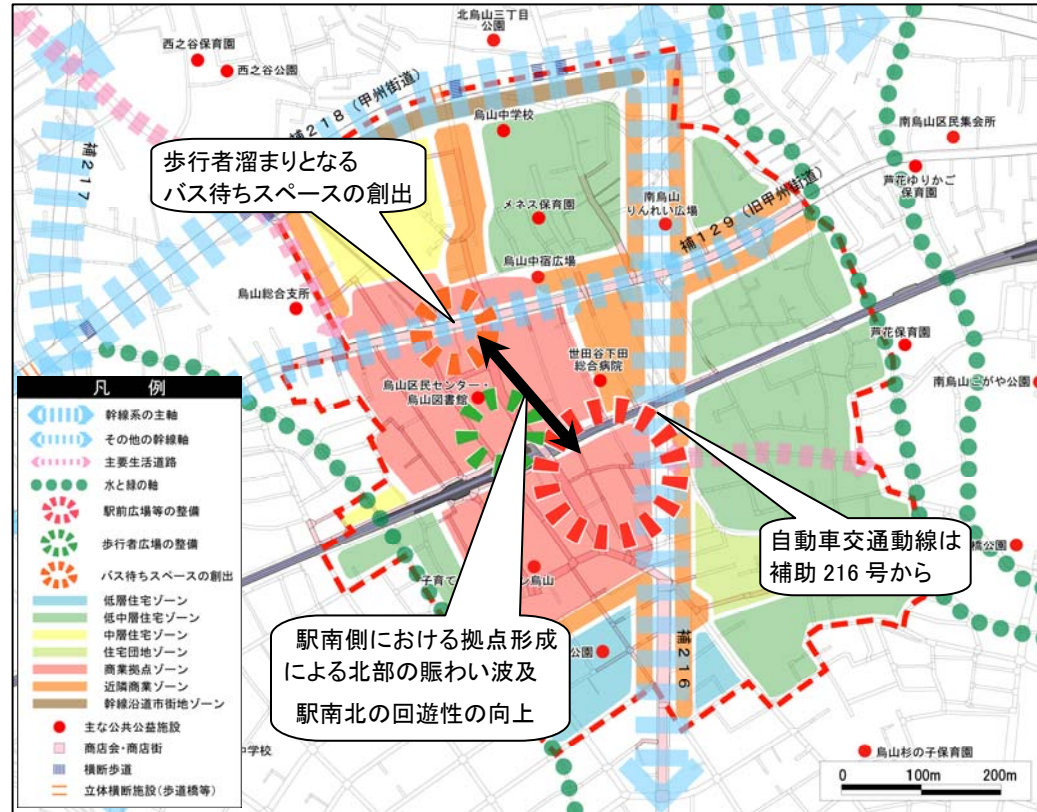 北烏山三丁目
公園
西之谷保育園
西之谷公園
補218(甲州街道)
烏山中学校
南烏山区民集会所
補217
歩行者溜まりとなる
バス待ちスペースの創出
芦花ゆりかご
保育園
メネス保育園
南烏山
りんれい広場
補129(旧甲州街道)
烏山中宿広場
烏山総合支所
世田谷下田
総合病院
芦花保育園
烏山区民センター・
烏山図書館
南烏山こがや公園
凡 例
幹線系の主軸
その他の幹線軸
主要生活道路
水と緑の軸
駅前広場等の整備
歩行者広場の整備
バス待ちスペースの創出
低層住宅ゾーン
低中層住宅ゾーン
中層住宅ゾーン
住宅団地ゾーン
商業拠点ゾーン
近隣商業ゾーン
幹線沿道市街地ゾーン
主な公共公益施設
商店会・商店街
横断歩道
立体横断施設(歩道橋等)
自動車交通動線は
補助216号から
橋公園
子育て
ン烏山
駅南側における拠点形成
による北部の賑わい波及
駅南北の回遊性の向上
公園
補216
中学校
烏山杉の子保育園
0 100m 200m